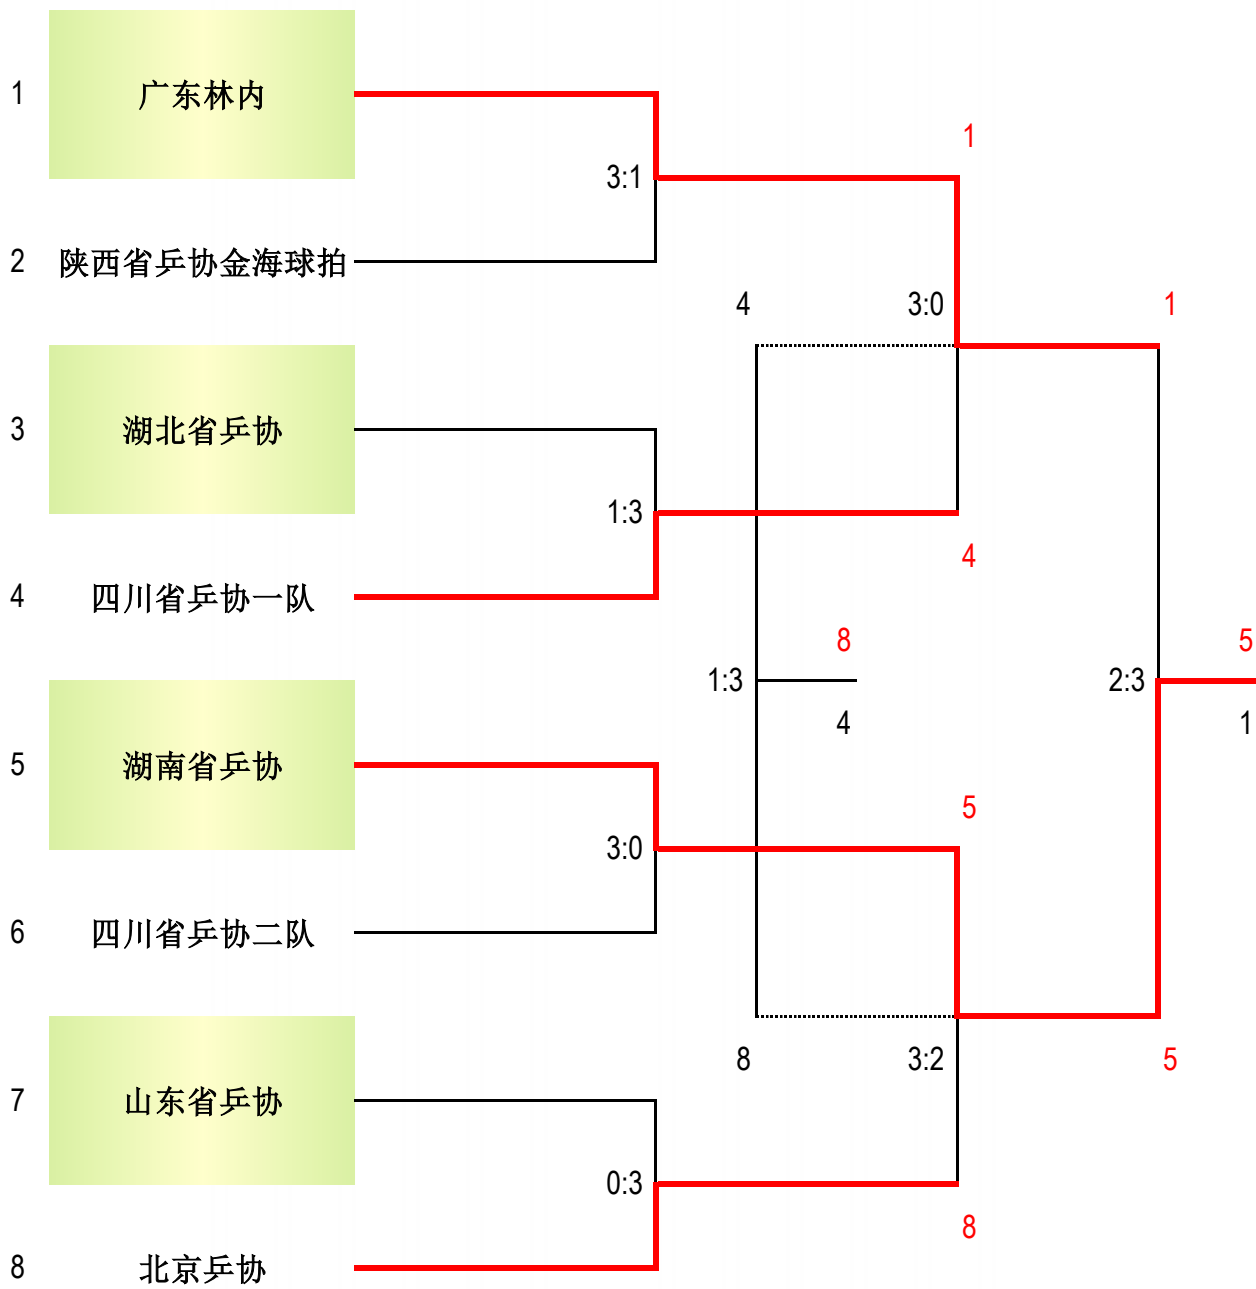 1 广东林内
1
3:1
2 陕西省乒协金海球拍
4 3:0 1
3 湖北省乒协
1:3
4
4 四川省乒协一队
8 5
1:3 2:3
4 1
5 湖南省乒协
5
3:0
6 四川省乒协二队
8 3:2 5
7 山东省乒协
0:3
8
8 北京乒协